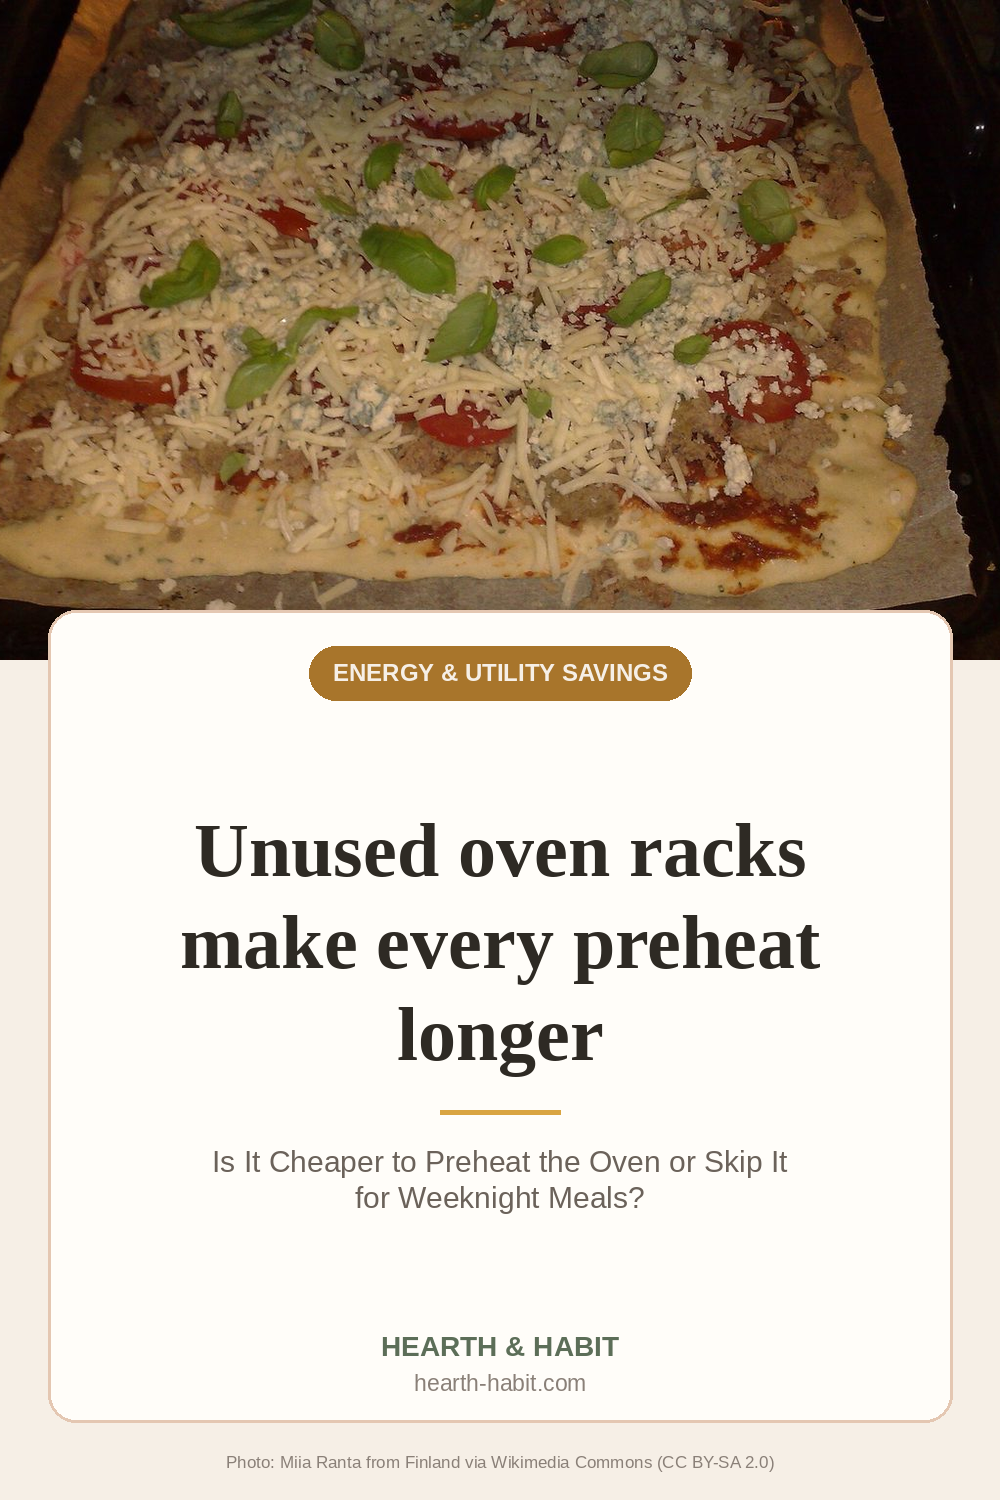 ENERGY & UTILITY SAVINGS
Unused oven racks
make every preheat
longer
Is It Cheaper to Preheat the Oven or Skip It
for Weeknight Meals?
HEARTH & HABIT
hearth-habit.com
Photo: Miia Ranta from Finland via Wikimedia Commons (CC BY-SA 2.0)